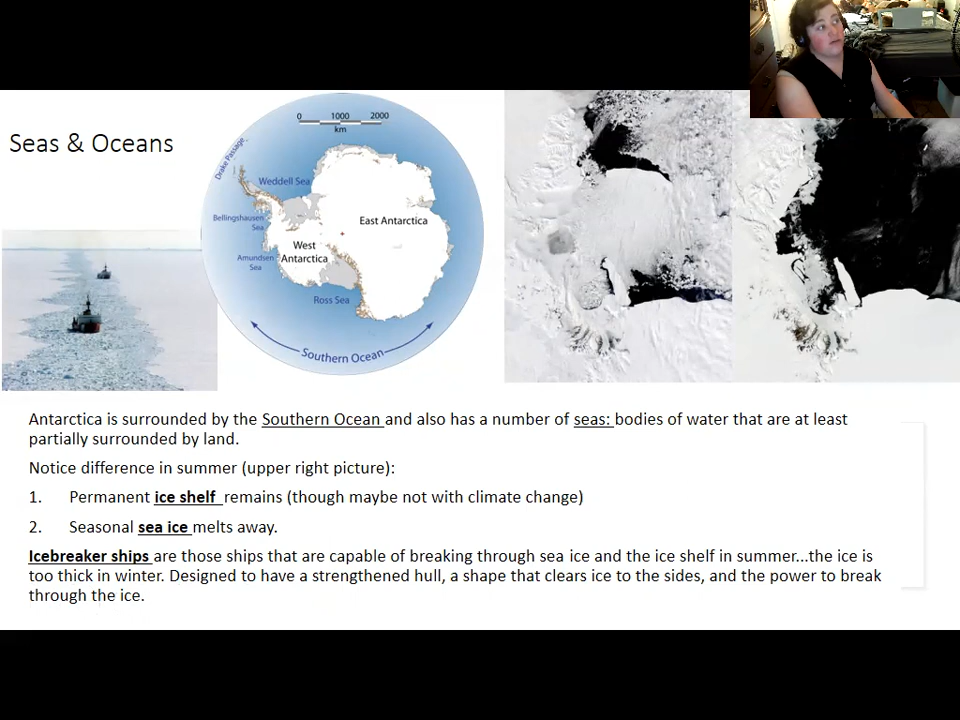 Seas & Oceans
0 1000 2000
km
Drake Passage
Weddell Sea
Bellingshausen
Sea
East Antarctica
West
Antarctica
Amundsen
Sea
Ross Sea
Southern Ocean
Antarctica is surrounded by the Southern Ocean and also has a number of seas: bodies of water that are at least
partially surrounded by land.
Notice difference in summer (upper right picture):
1. Permanent ice shelf remains (though maybe not with climate change)
2. Seasonal sea ice melts away.
Icebreaker ships are those ships that are capable of breaking through sea ice and the ice shelf in summer...the ice is
too thick in winter. Designed to have a strengthened hull, a shape that clears ice to the sides, and the power to break
through the ice.